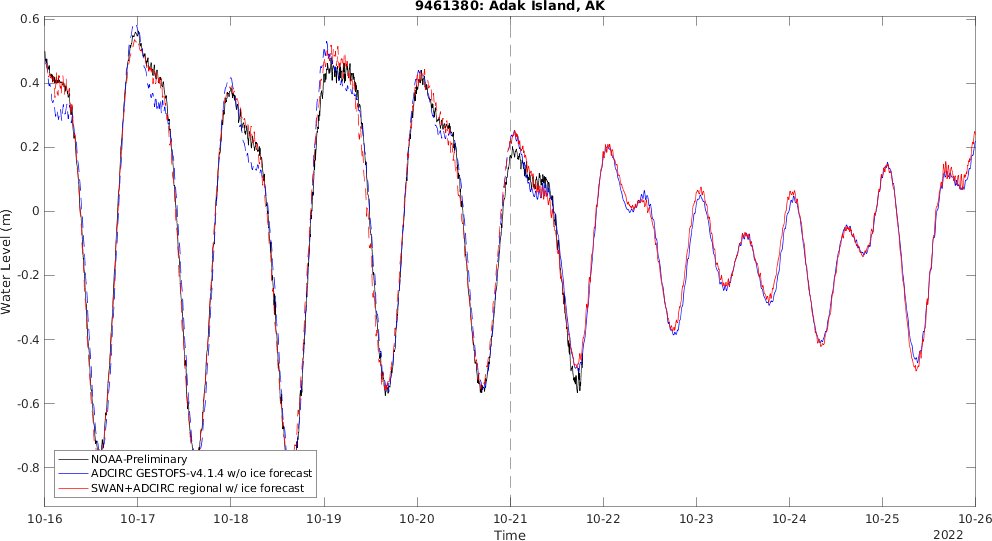 9461380: Adak Island, AK
0.6
0.4
0.2
0
-0.2
-0.4
-0.6
-0.8
Water Level (m)
NOAA-Preliminary
ADCIRC GESTOFS-v4.1.4 w/o ice forecast
SWAN+ADCIRC regional w/ ice forecast
10-16 10-17 10-18 10-19 10-20 10-21 10-22 10-23 10-24 10-25 10-26
Time
2022